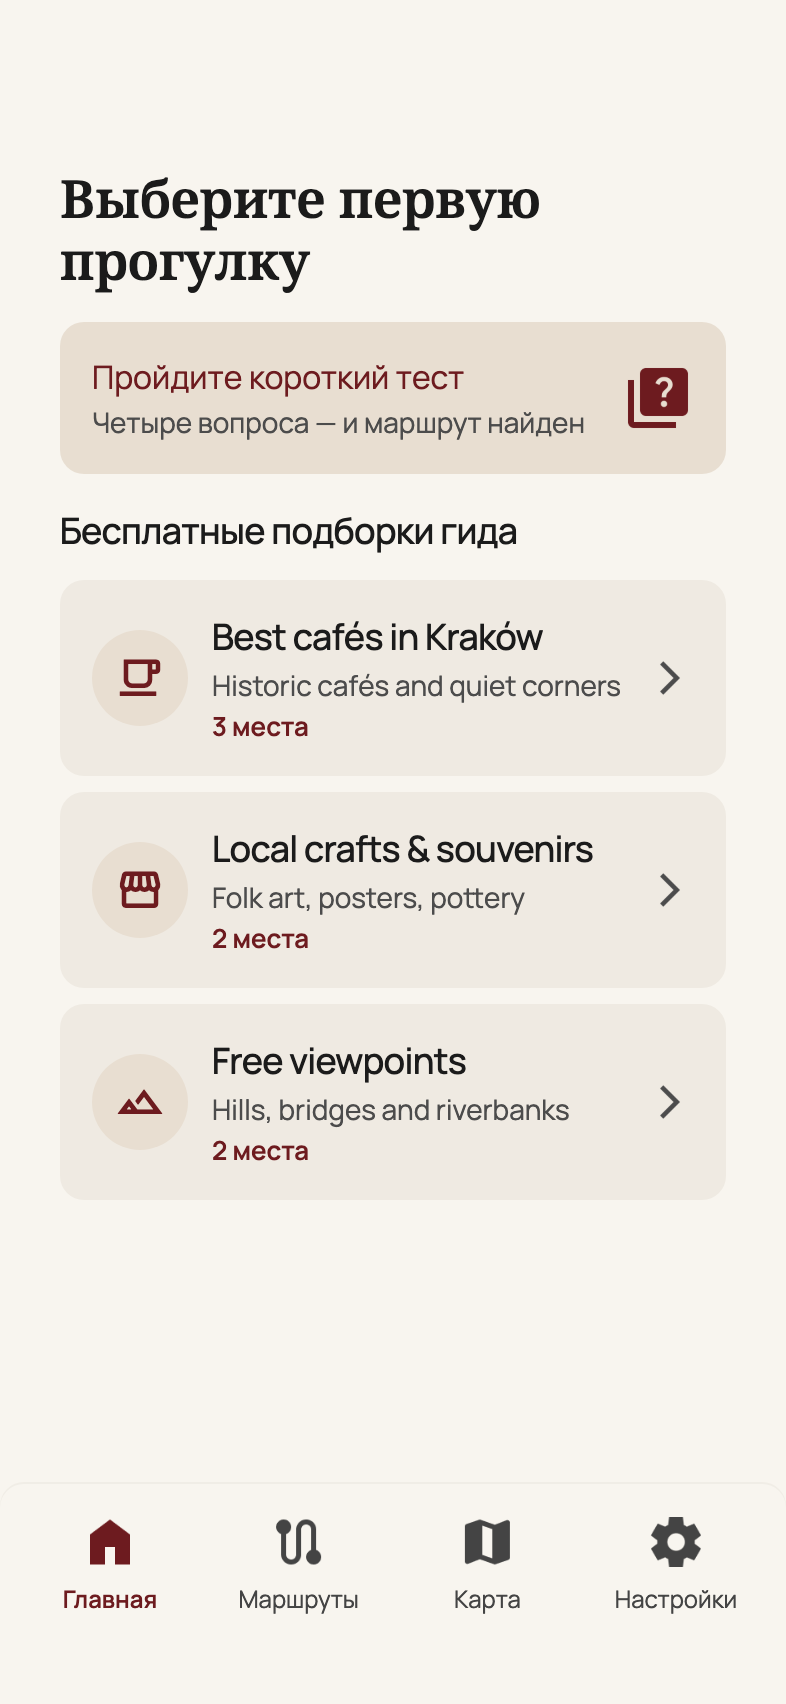 Выберите первую
прогулку
Пройдите короткий тест
Четыре вопроса — и маршрут найден
?
Бесплатные подборки гида
Best cafés in Kraków
Historic cafés and quiet corners
3 места
Local crafts & souvenirs
Folk art, posters, pottery
2 места
Free viewpoints
Hills, bridges and riverbanks
2 места
Главная
Маршруты
Карта
Настройки